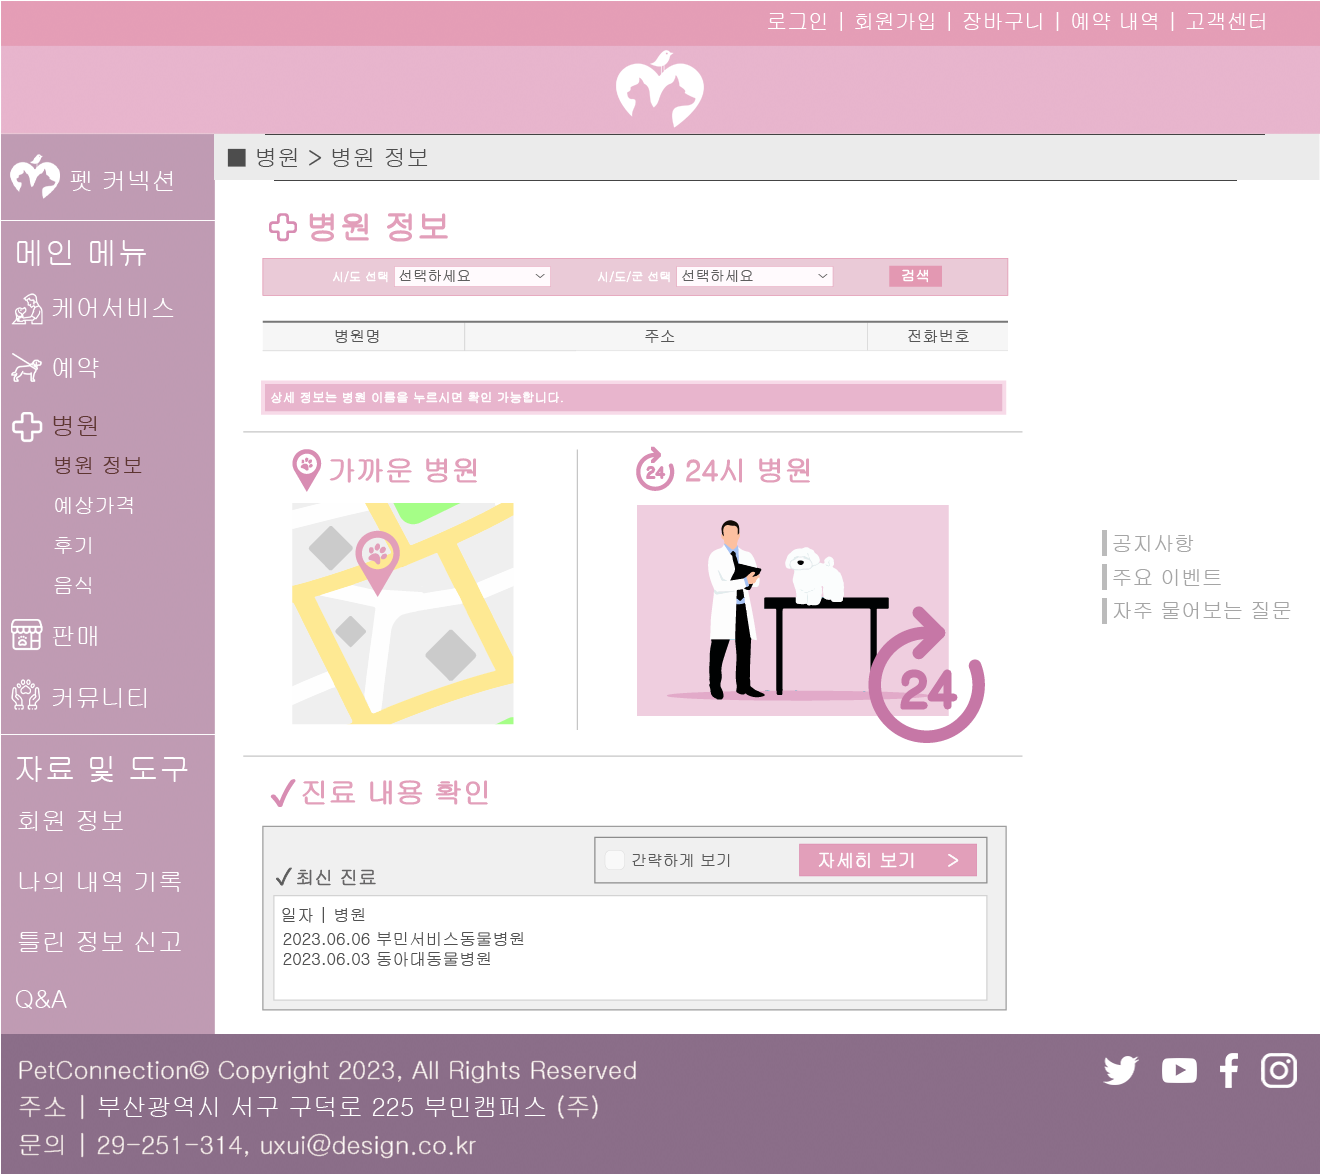 로그인 | 회원가입 | 장바구니 | 예약 내역 | 고객센터
펫 커넥션
■ 병원 > 병원 정보
메인 메뉴
케어서비스
예약
병원
병원 정보
예상가격
후기
음식
판매
커뮤니티
자료 및 도구
회원 정보
나의 내역 기록
틀린 정보 신고
Q&A
병원 정보
시/도 선택 선택하세요 시/도/군 선택 선택하세요 검색
병원명 주소 전화번호
상세 정보는 병원 이름을 누르시면 확인 가능합니다.
가까운 병원
24시 병원
24
24
진료 내용 확인
간략하게 보기 자세히 보기 >
최신 진료
일자 | 병원
2023.06.06 부민서비스동물병원
2023.06.03 동아대동물병원
공지사항
주요 이벤트
자주 물어보는 질문
PetConnection© Copyright 2023, All Rights Reserved
주소 | 부산광역시 서구 구덕로 225 부민캠퍼스 (주)
문의 | 29-251-314, uxui@design.co.kr